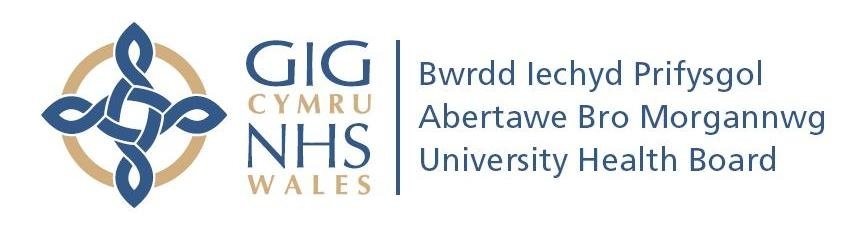 GIG
CYMRU
NHS
WALES
Bwrdd Iechyd Prifysgol
Abertawe Bro Morgannwg
University Health Board